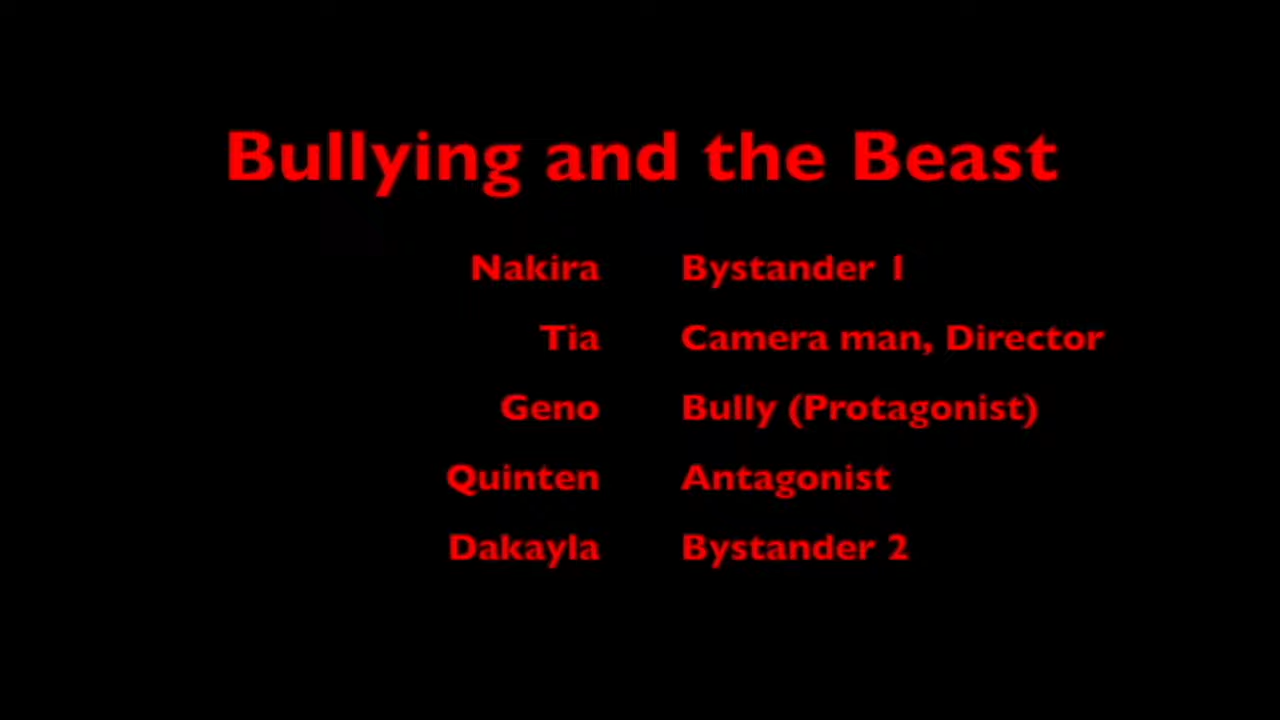 Bullying and the Beast
Nakira Bystander 1
Tia Camera man, Director
Geno Bully (Protagonist)
Quinten Antagonist
Dakayla Bystander 2